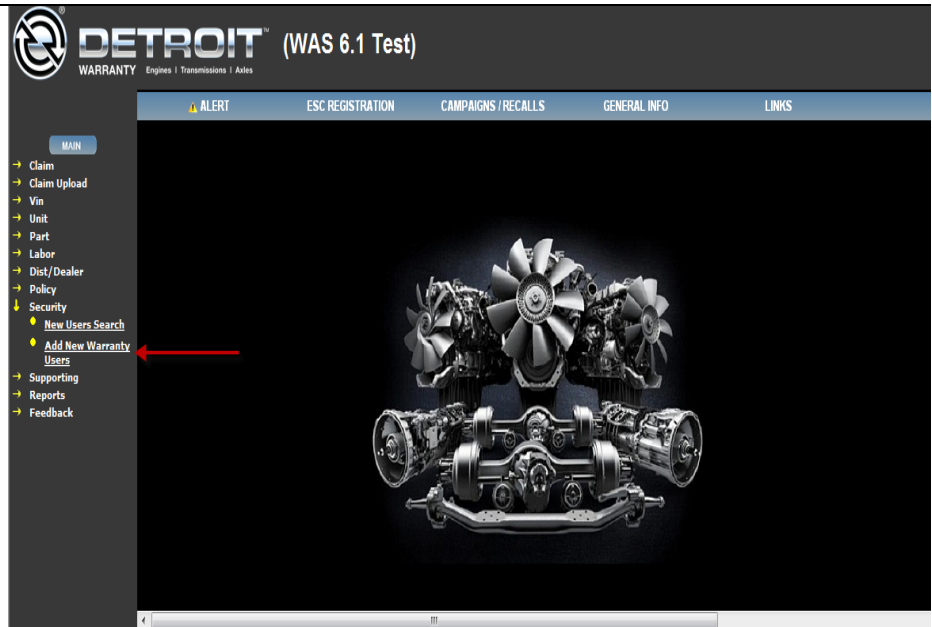 DETROIT™ (WAS 6.1 Test)
WARRANTY Engines | Transmissions | Axles
ALERT ESC REGISTRATION CAMPAIGNS / RECALLS GENERAL INFO LINKS
MAIN
Claim
Claim Upload
Vin
Unit
Part
Labor
Dist/Dealer
Policy
Security
New Users Search
Add New Warranty
Users
Supporting
Reports
Feedback